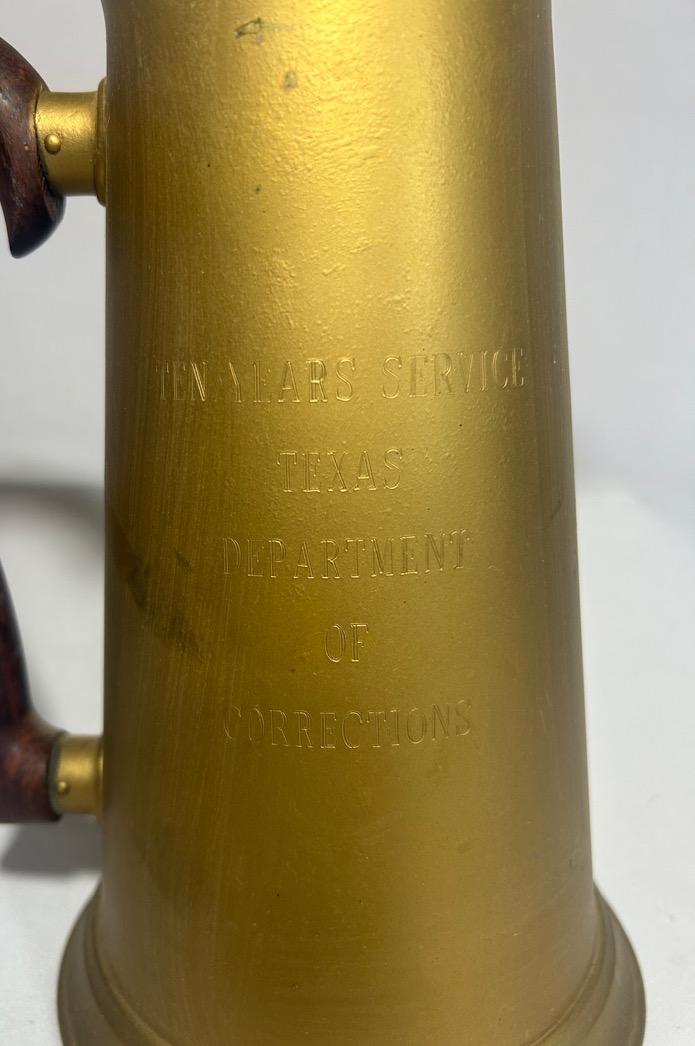 TEN YEARS SERVICE
TEXAS
DEPARTMENT
OF
CORRECTIONS